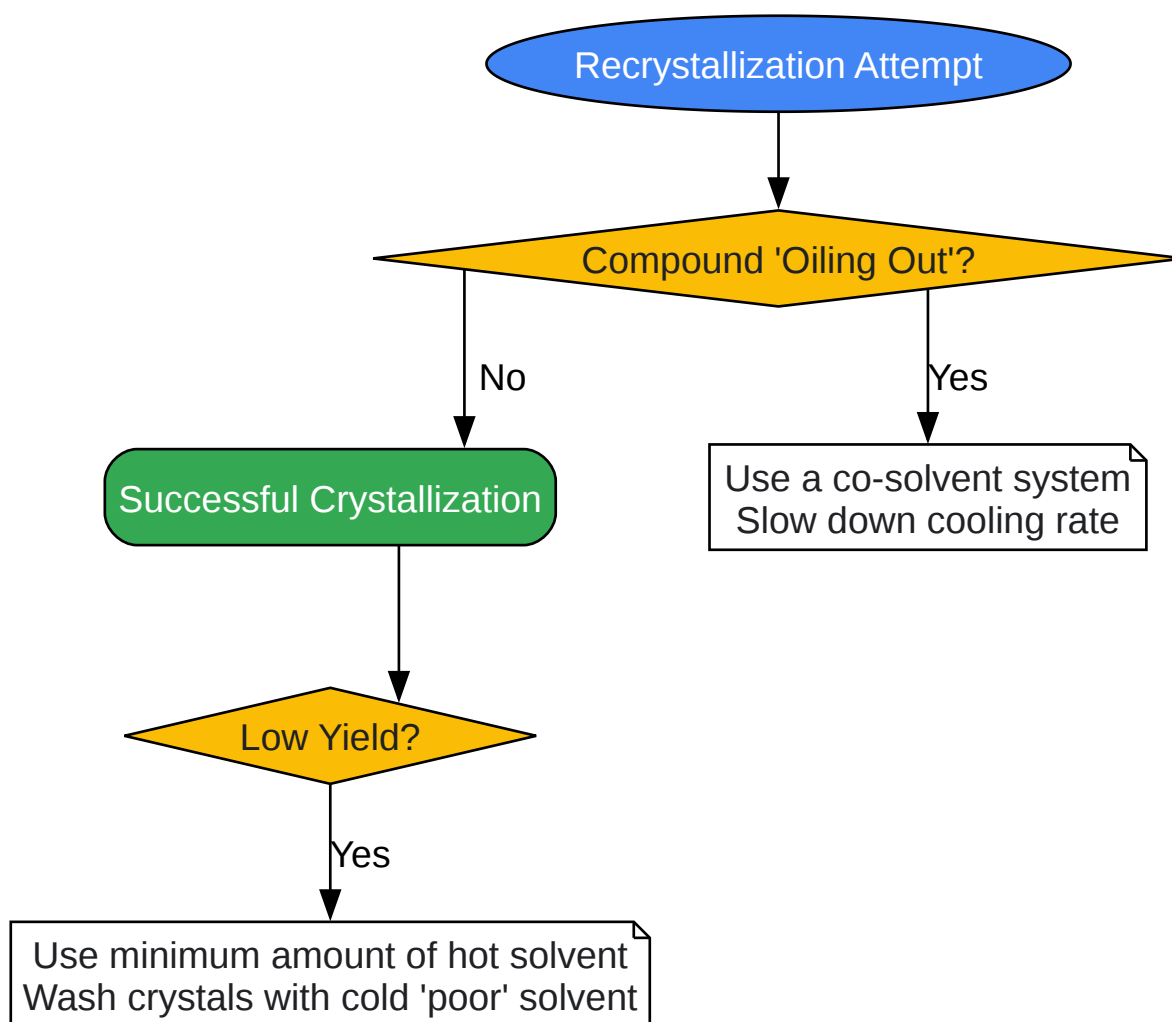 Recrystallization Attempt
Compound 'Oiling Out'?
No
Yes
Successful Crystallization
Use a co-solvent system
Slow down cooling rate
Low Yield?
Yes
Use minimum amount of hot solvent
Wash crystals with cold 'poor' solvent